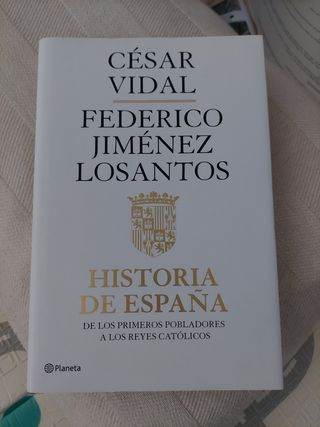 CÉSAR
VIDAL
FEDERICO
JIMÉNEZ
LOSANTOS
HISTORIA
DE ESPAÑA
DE LOS PRIMEROS POBLADORES
A LOS REYES CATÓLICOS
Planeta